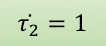 τ̇₂ = 1